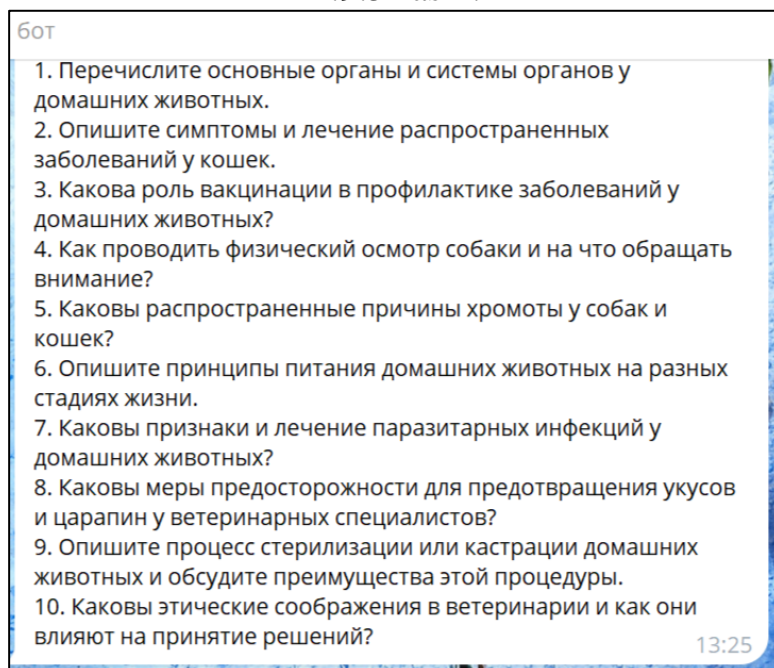 бот
1. Перечислите основные органы и системы органов у
домашних животных.
2. Опишите симптомы и лечение распространенных
заболеваний у кошек.
3. Какова роль вакцинации в профилактике заболеваний у
домашних животных?
4. Как проводить физический осмотр собаки и на что обращать
внимание?
5. Каковы распространенные причины хромоты у собак и
кошек?
6. Опишите принципы питания домашних животных на разных
стадиях жизни.
7. Каковы признаки и лечение паразитарных инфекций у
домашних животных?
8. Каковы меры предосторожности для предотвращения укусов
и царапин у ветеринарных специалистов?
9. Опишите процесс стерилизации или кастрации домашних
животных и обсудите преимущества этой процедуры.
10. Каковы этические соображения в ветеринарии и как они
влияют на принятие решений?
13:25